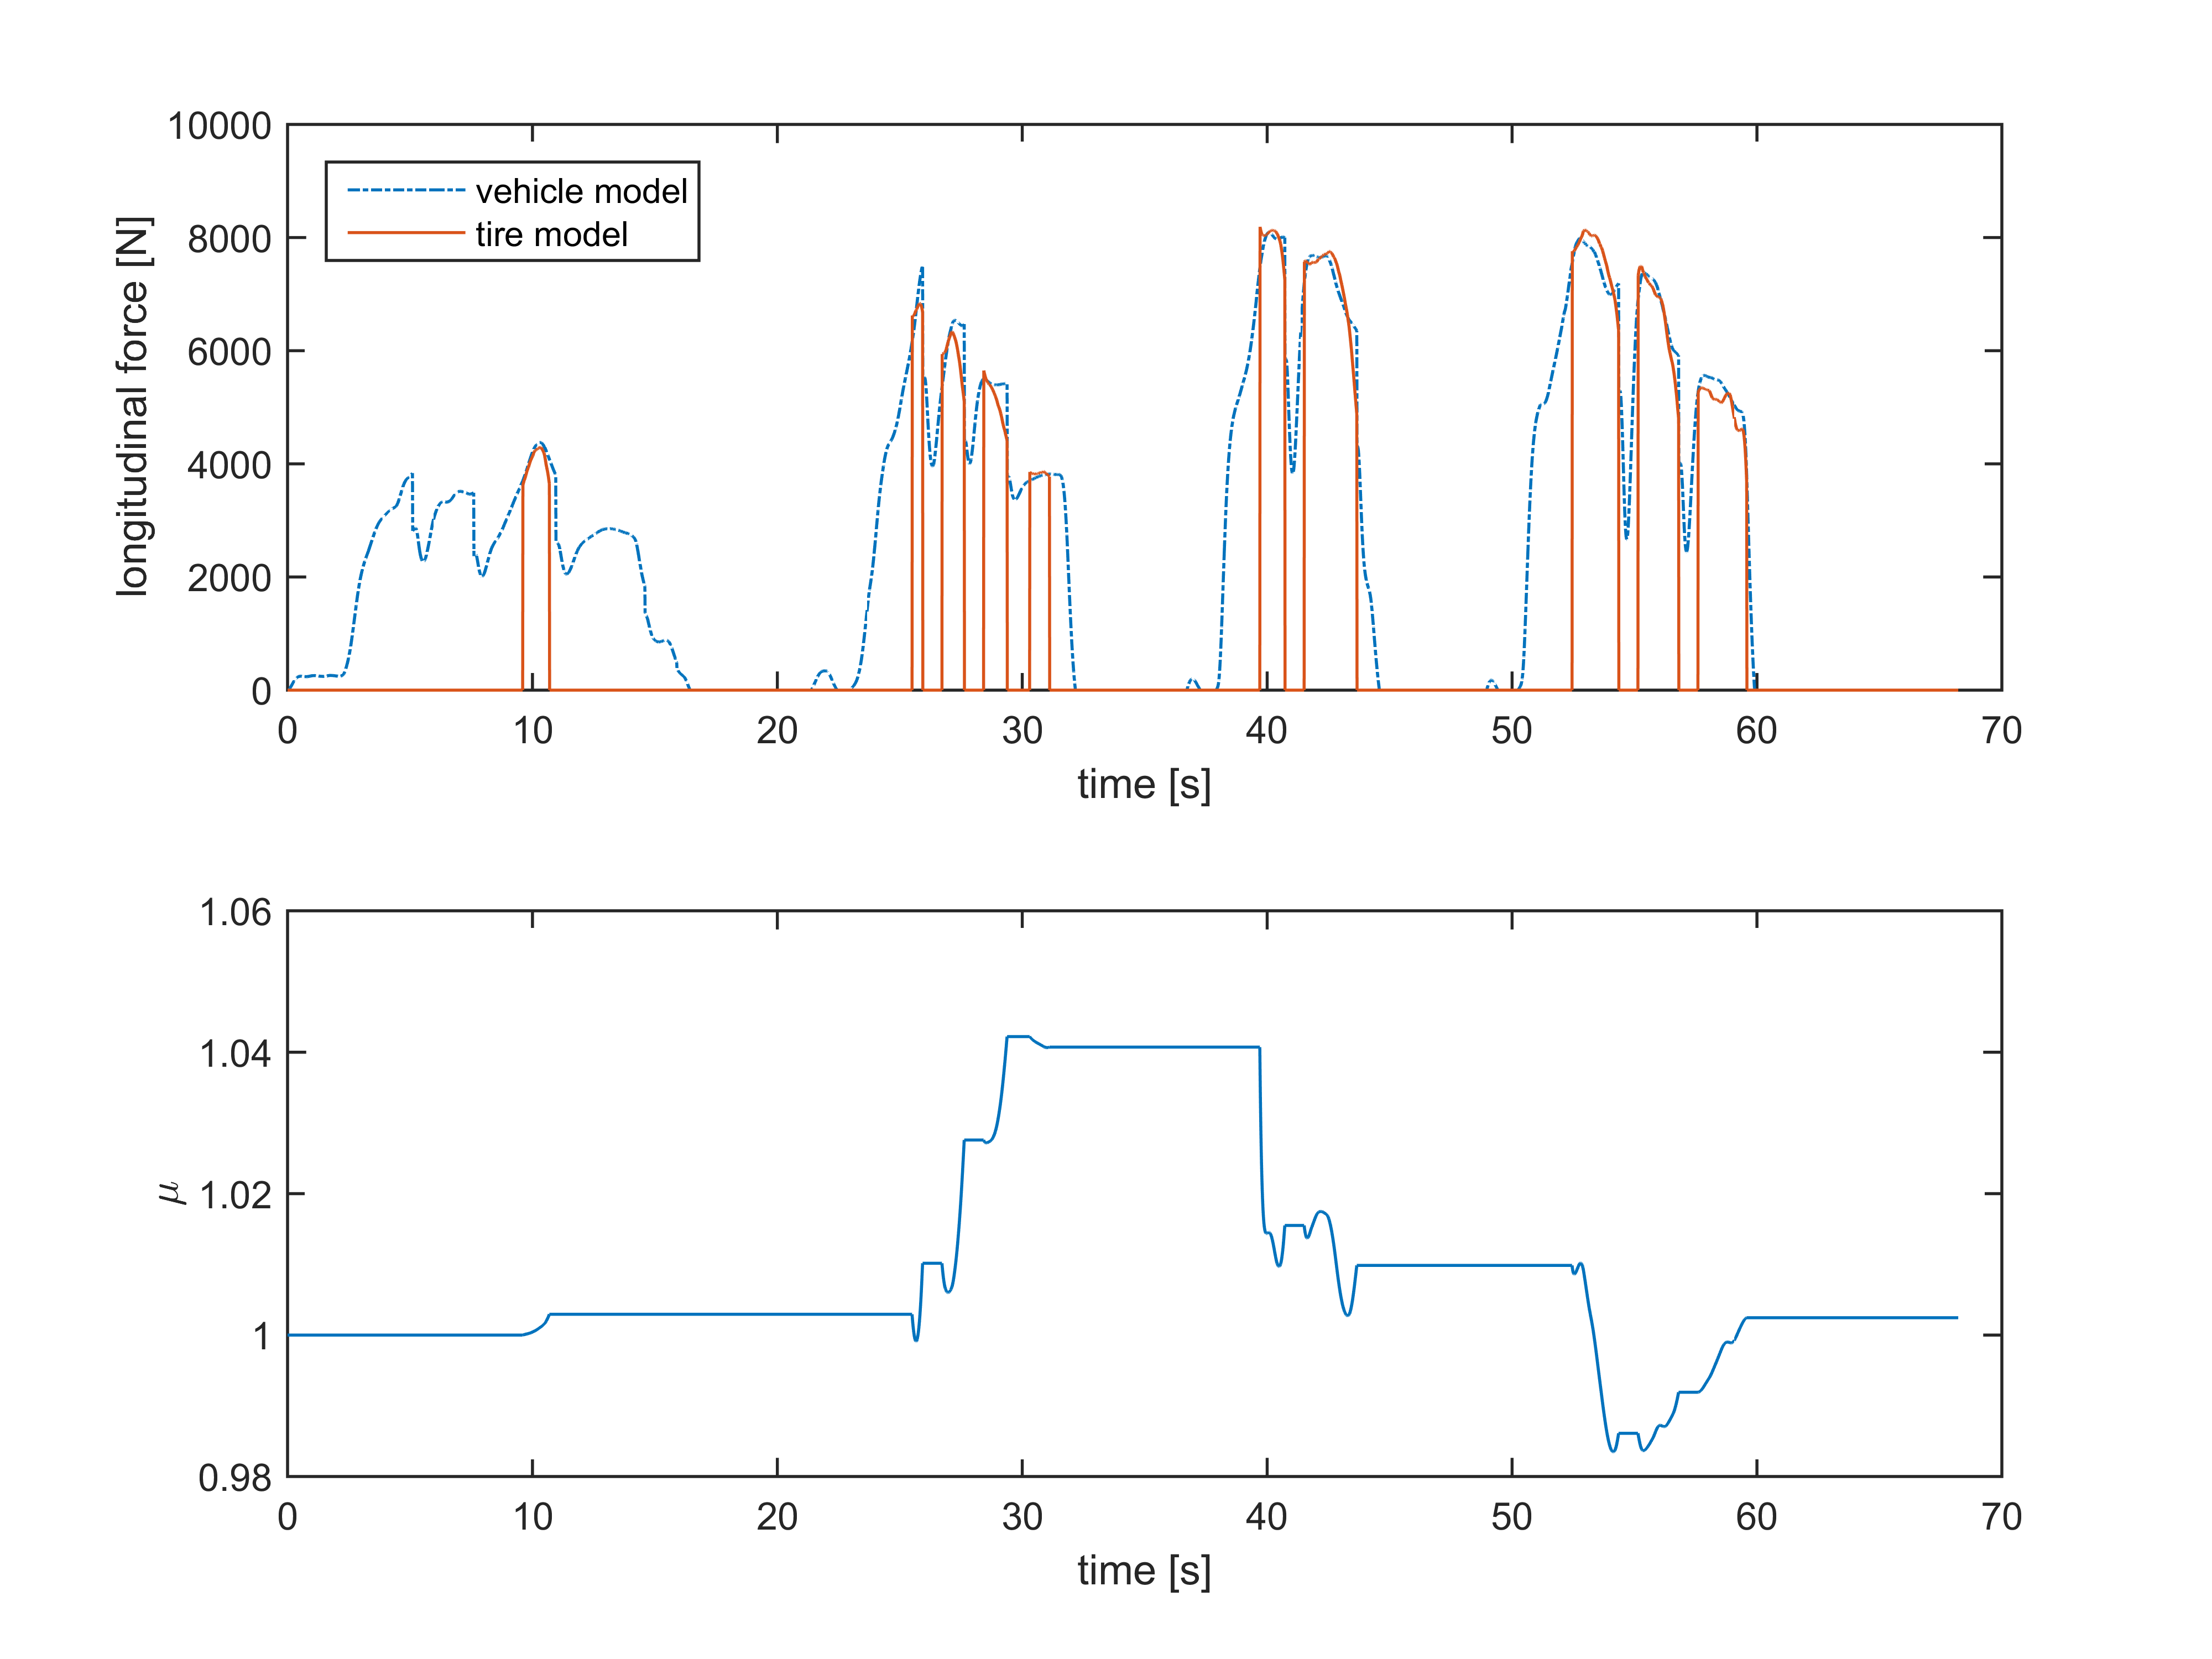 10000
8000
6000
4000
2000
0
longitudinal force [N]
vehicle model
tire model
0 10 20 30 40 50 60 70
time [s]
1.06
1.04
1.02
1
0.98
μ
0 10 20 30 40 50 60 70
time [s]